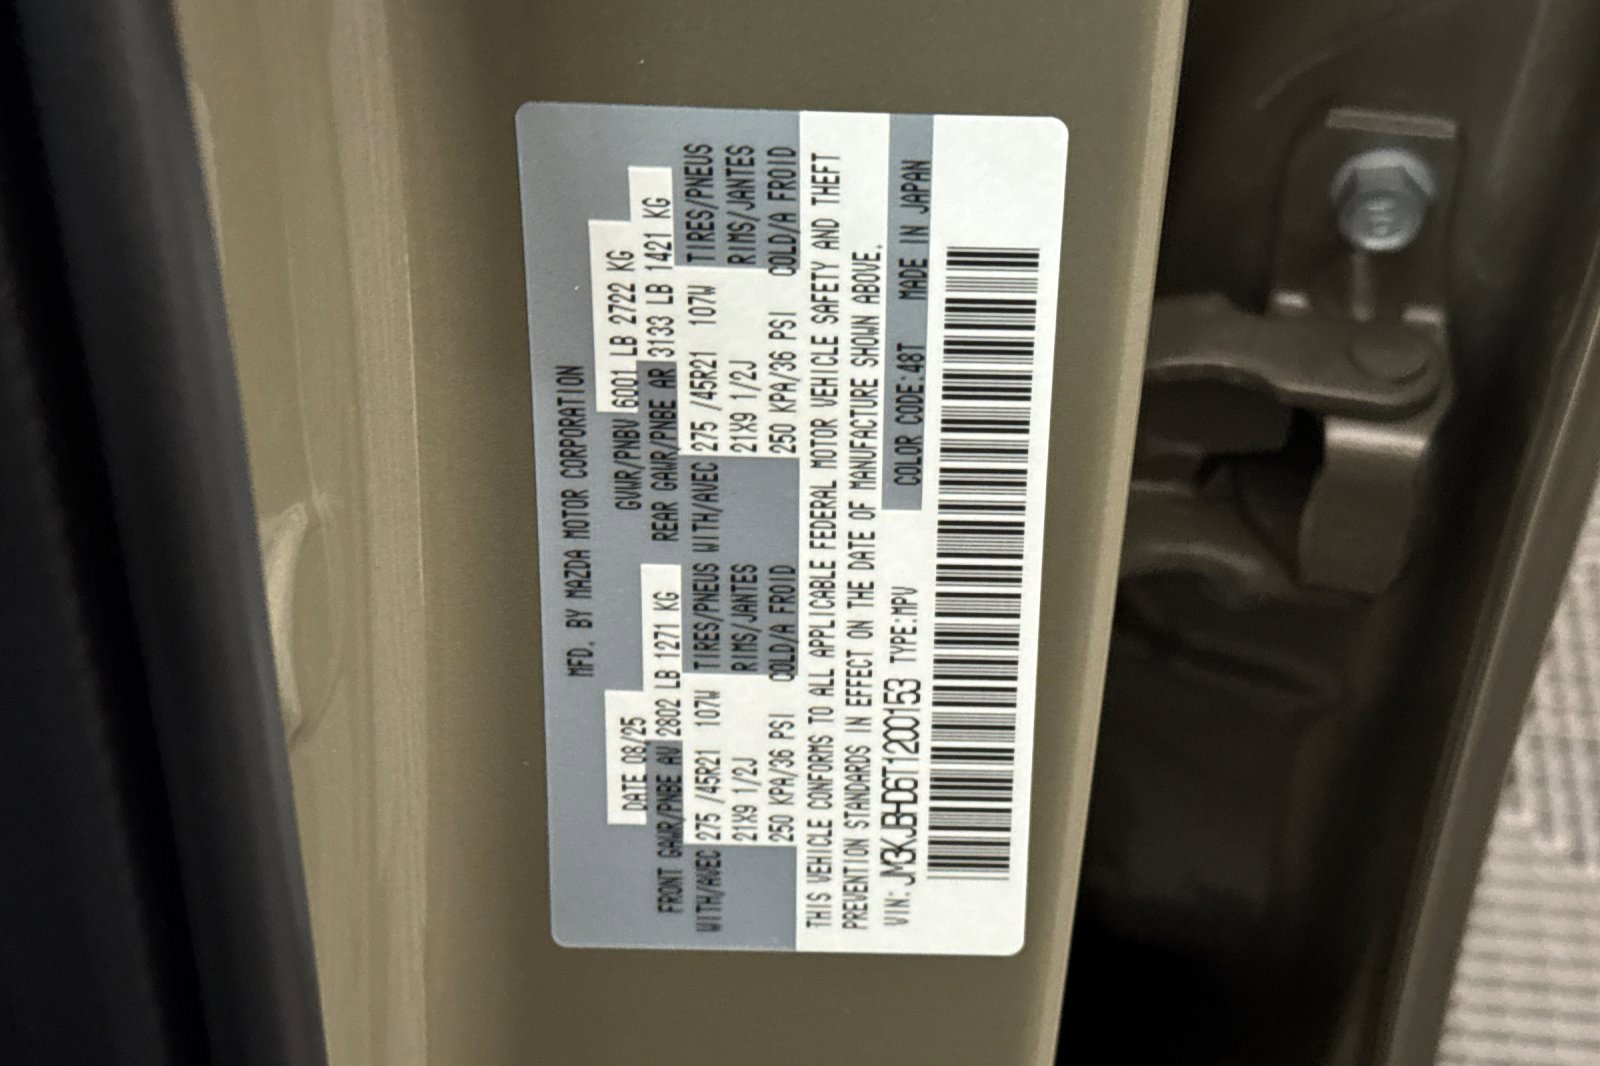 MFD. BY MAZDA MOTOR CORPORATION
DATE 08/25 GVWR/PNBV 6001 LB 2722 KG
FRONT GAWR/PNBE AV 2802 LB 1271 KG REAR GAWR/PNBE AR 3133 LB 1421 KG
WITH/AVEC 275 /45R21 107W TIRES/PNEUS WITH/AVEC 275 /45R21 107W TIRES/PNEUS
21X9 1/2J RIMS/JANTES 21X9 1/2J RIMS/JANTES
250 KPA/36 PSI COLD/A FROID 250 KPA/36 PSI COLD/A FROID
THIS VEHICLE CONFORMS TO ALL APPLICABLE FEDERAL MOTOR VEHICLE SAFETY AND THEFT
PREVENTION STANDARDS IN EFFECT ON THE DATE OF MANUFACTURE SHOWN ABOVE.
VIN: JM3KJBHD6T1200153 TYPE:MPV COLOR CODE:48T MADE IN JAPAN